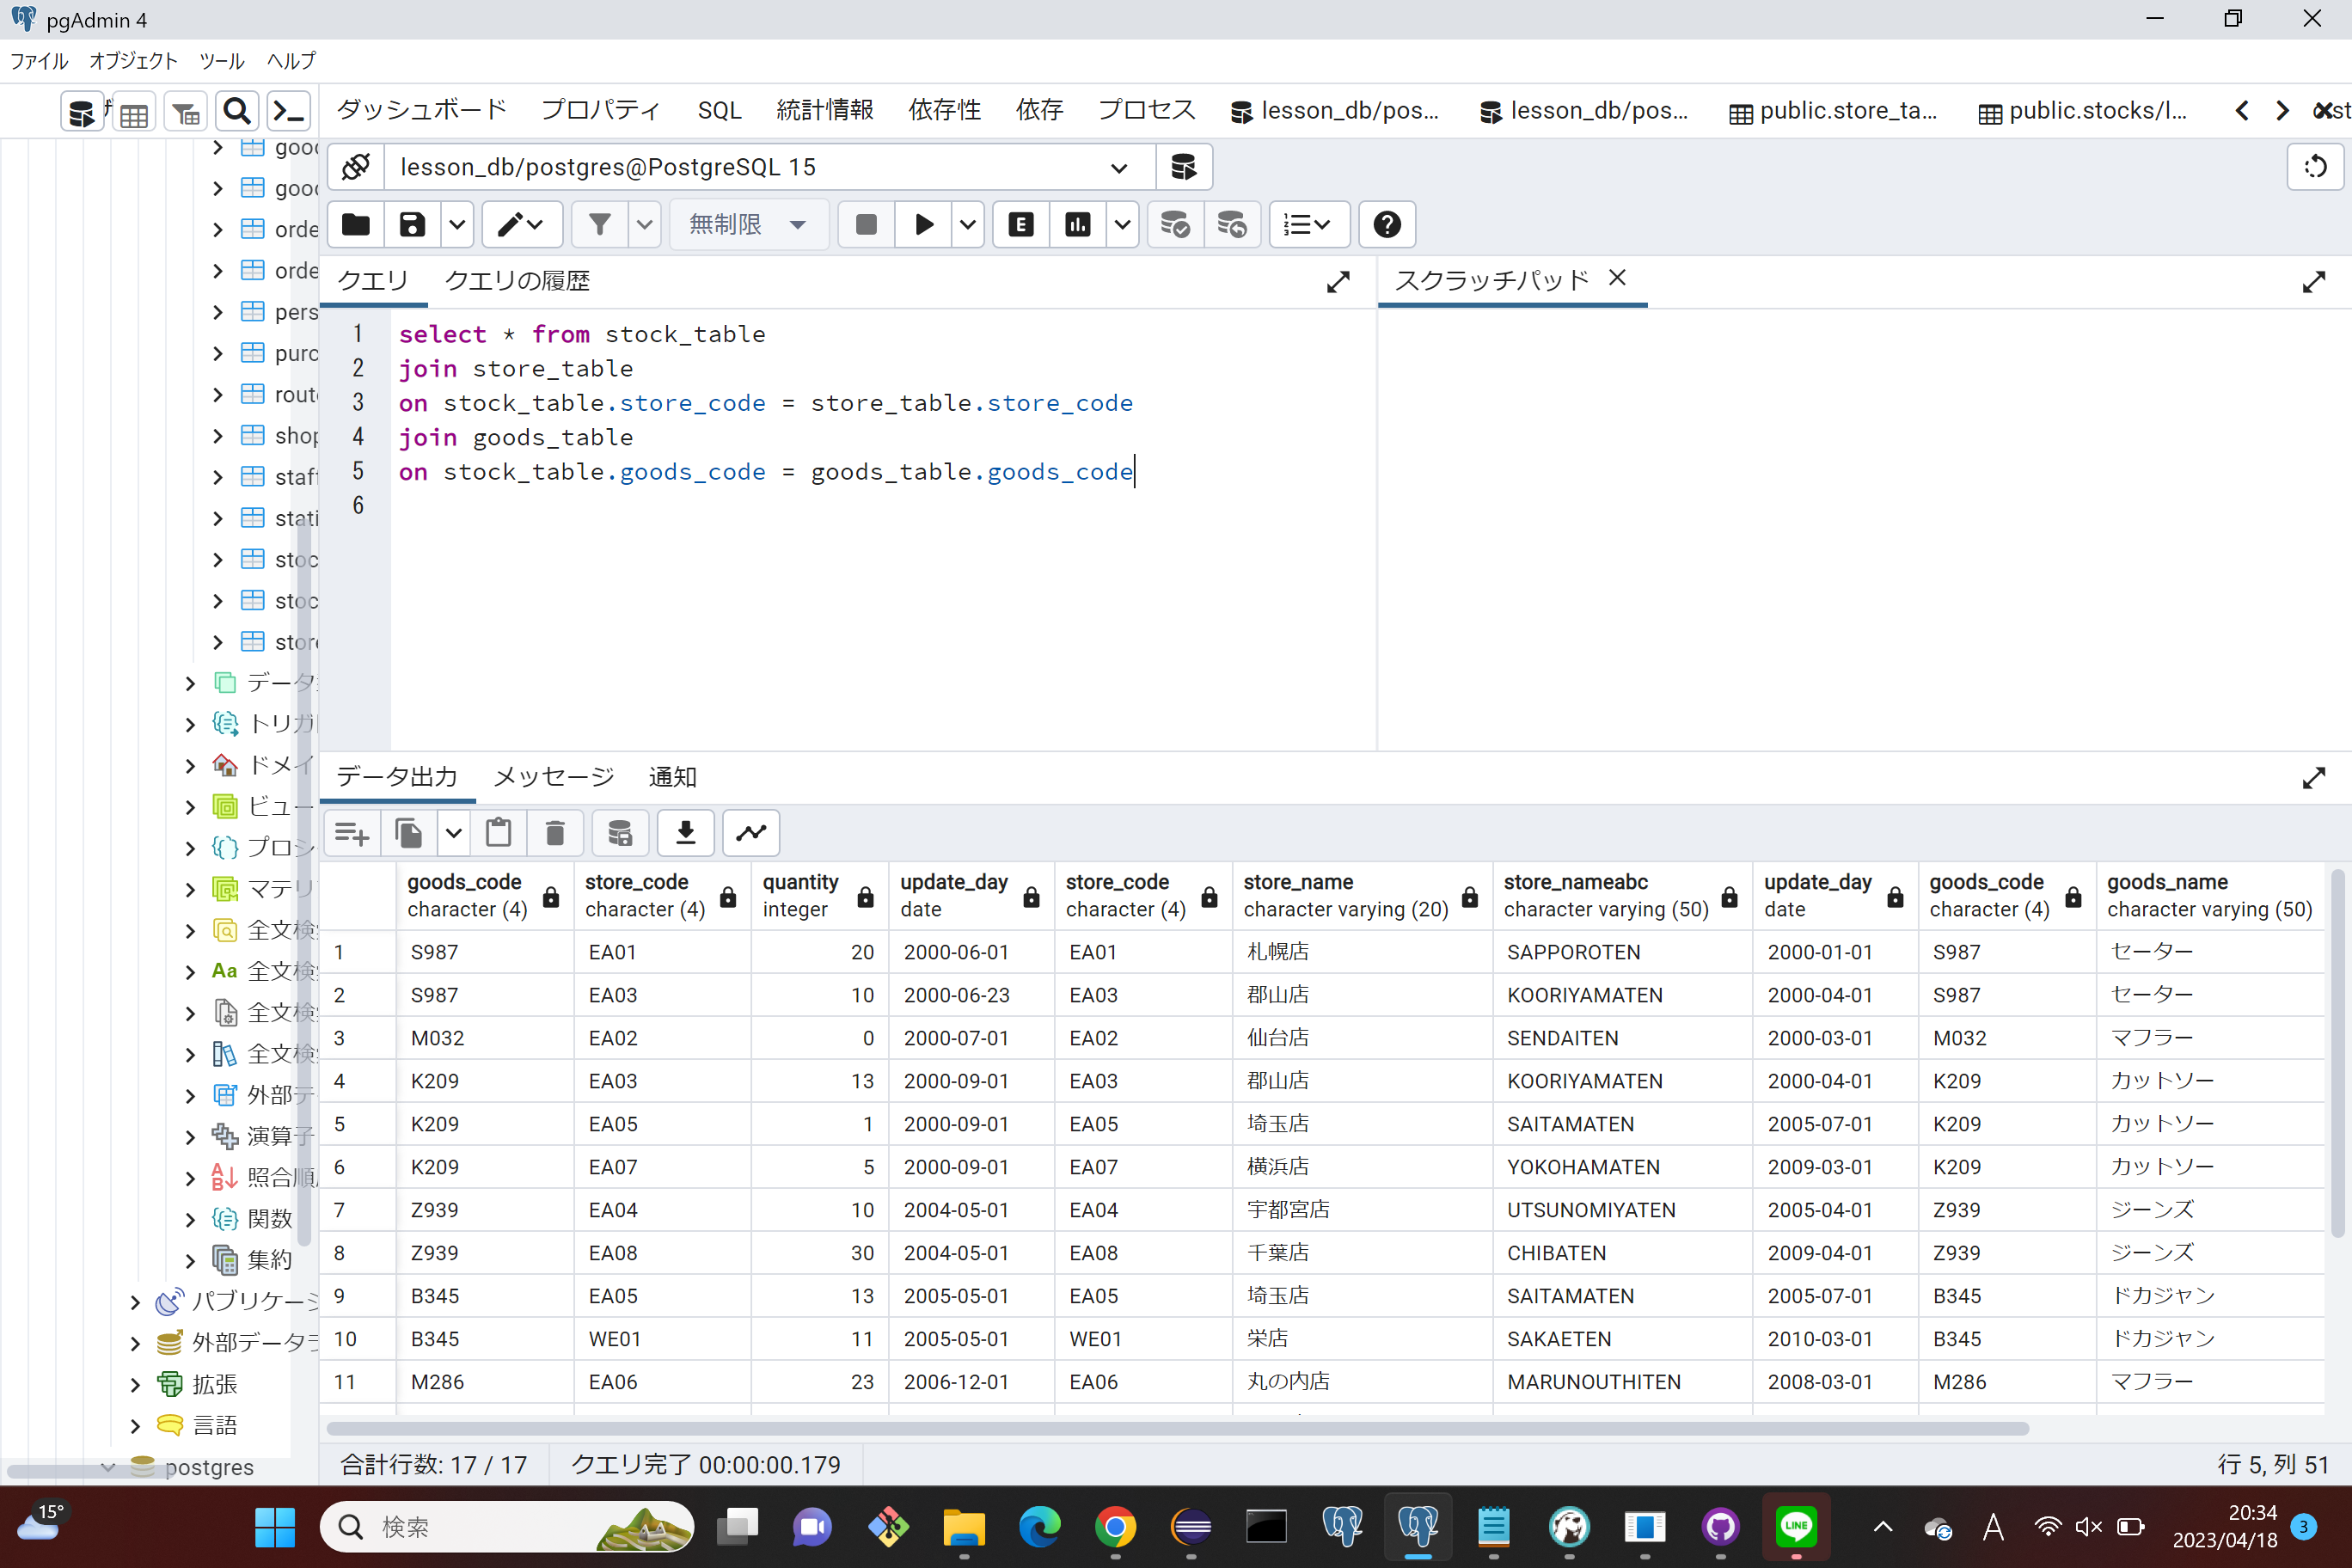 pgAdmin 4
ファイル オブジェクト ツール ヘルプ
ダッシュボード プロパティ SQL 統計情報 依存性 依存 プロセス lesson_db/pos... lesson_db/pos... public.store_ta... public.stocks/l...
lesson_db/postgres@PostgreSQL 15
無制限
クエリ クエリの履歴 スクラッチパッド
1 select * from stock_table
2 join store_table
3 on stock_table.store_code = store_table.store_code
4 join goods_table
5 on stock_table.goods_code = goods_table.goods_code
6
goo
good
orde
orde
pers
purc
route
shop
staff
stati
stoc
stoc
store
データ
トリガ
ドメイ
ビュー
プロシ
マテリ
全文検
全文検
全文検
全文検
外部デ
演算子
照合順
関数
集約
パブリケーシ
外部データラ
拡張
言語
postgres
データ出力 メッセージ 通知
goods_code store_code quantity update_day store_code store_name store_nameabc update_day goods_code goods_name
character (4) character (4) integer date character (4) character varying (20) character varying (50) date character (4) character varying (50)
1 S987 EA01 20 2000-06-01 EA01 札幌店 SAPPOROTEN 2000-01-01 S987 セーター
2 S987 EA03 10 2000-06-23 EA03 郡山店 KOORIYAMATEN 2000-04-01 S987 セーター
3 M032 EA02 0 2000-07-01 EA02 仙台店 SENDAITEN 2000-03-01 M032 マフラー
4 K209 EA03 13 2000-09-01 EA03 郡山店 KOORIYAMATEN 2000-04-01 K209 カットソー
5 K209 EA05 1 2000-09-01 EA05 埼玉店 SAITAMATEN 2005-07-01 K209 カットソー
6 K209 EA07 5 2000-09-01 EA07 横浜店 YOKOHAMATEN 2009-03-01 K209 カットソー
7 Z939 EA04 10 2004-05-01 EA04 宇都宮店 UTSUNOMIYATEN 2005-04-01 Z939 ジーンズ
8 Z939 EA08 30 2004-05-01 EA08 千葉店 CHIBATEN 2009-04-01 Z939 ジーンズ
9 B345 EA05 13 2005-05-01 EA05 埼玉店 SAITAMATEN 2005-07-01 B345 ドカジャン
10 B345 WE01 11 2005-05-01 WE01 栄店 SAKAETEN 2010-03-01 B345 ドカジャン
11 M286 EA06 23 2006-12-01 EA06 丸の内店 MARUNOUTHITEN 2008-03-01 M286 マフラー
合計行数: 17 / 17 クエリ完了 00:00:00.179 行 5, 列 51
15° 検索 LINE A 20:34
2023/04/18 3